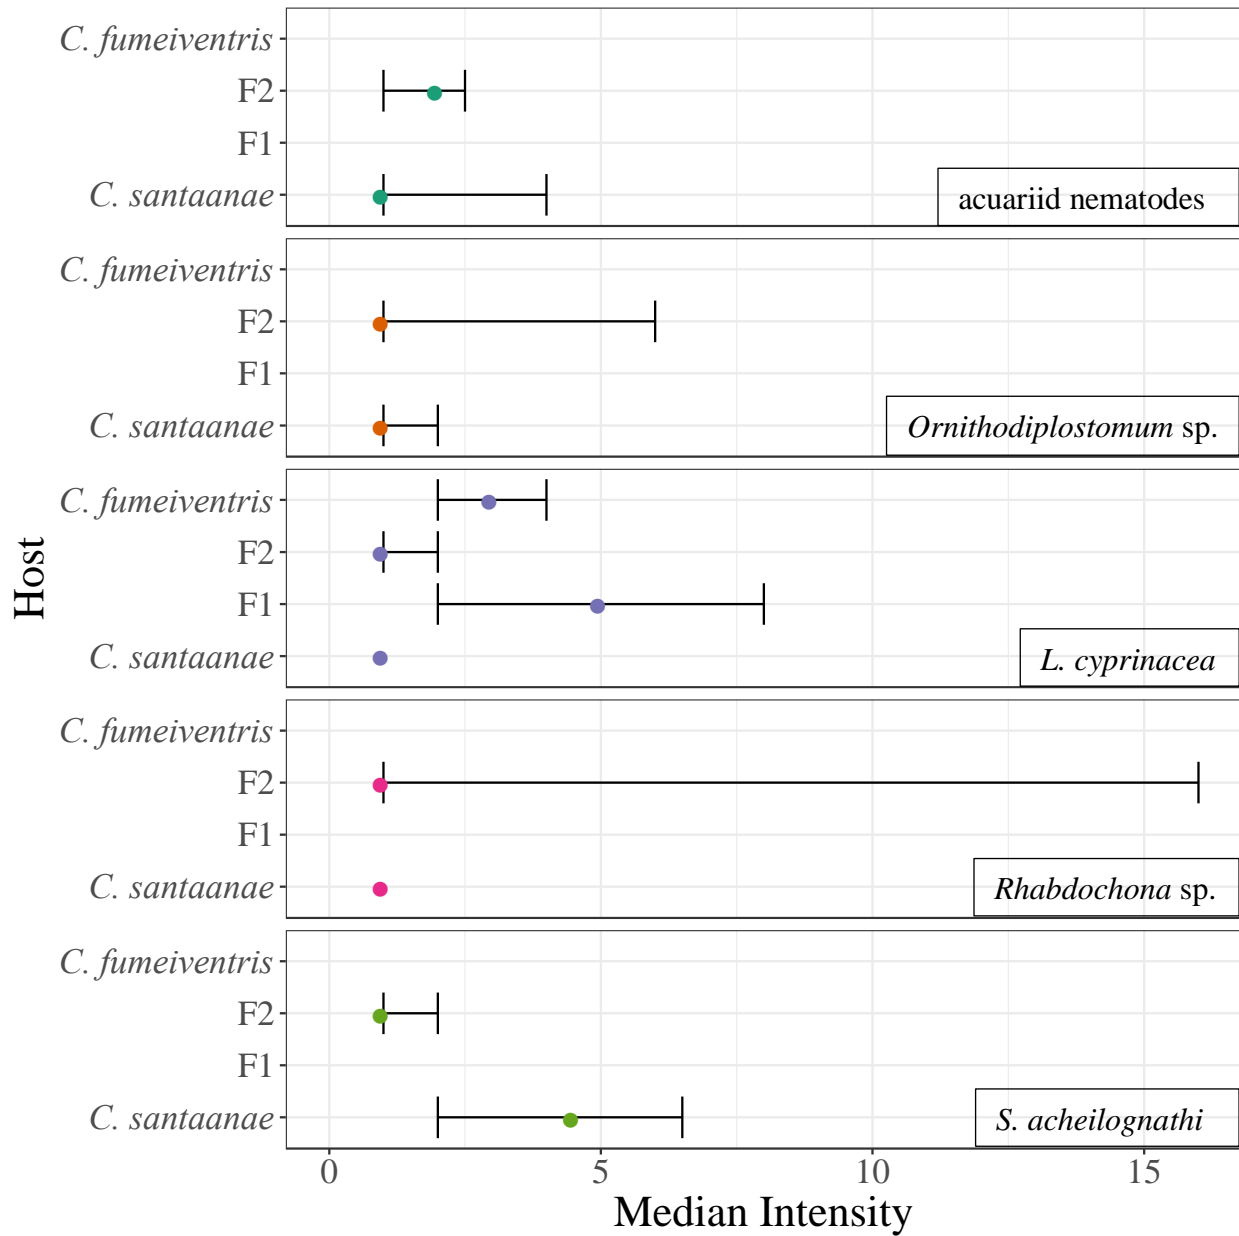 C. fumeiventris
F2
F1
C. santaanae
acuariid nematodes
C. fumeiventris
F2
F1
C. santaanae
Ornithodiplostomum sp.
C. fumeiventris
F2
F1
C. santaanae
L. cyprinacea
C. fumeiventris
F2
F1
C. santaanae
Rhabdochona sp.
C. fumeiventris
F2
F1
C. santaanae
S. acheilognathi
Host
0 5 10 15
Median Intensity